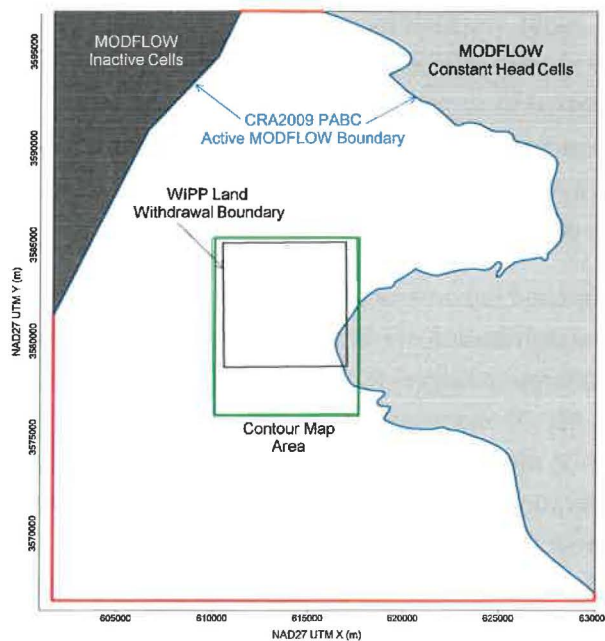 MODFLOW
Inactive Cells
MODFLOW
Constant Head Cells
CRA2009 PABC
Active MODFLOW Boundary
WIPP Land
Withdrawal Boundary
Contour Map
Area
NAD27 UTM Y (m)
3595000
3590000
3585000
3580000
3575000
3570000
605000
610000
615000
620000
625000
63000
NAD27 UTM X (m)